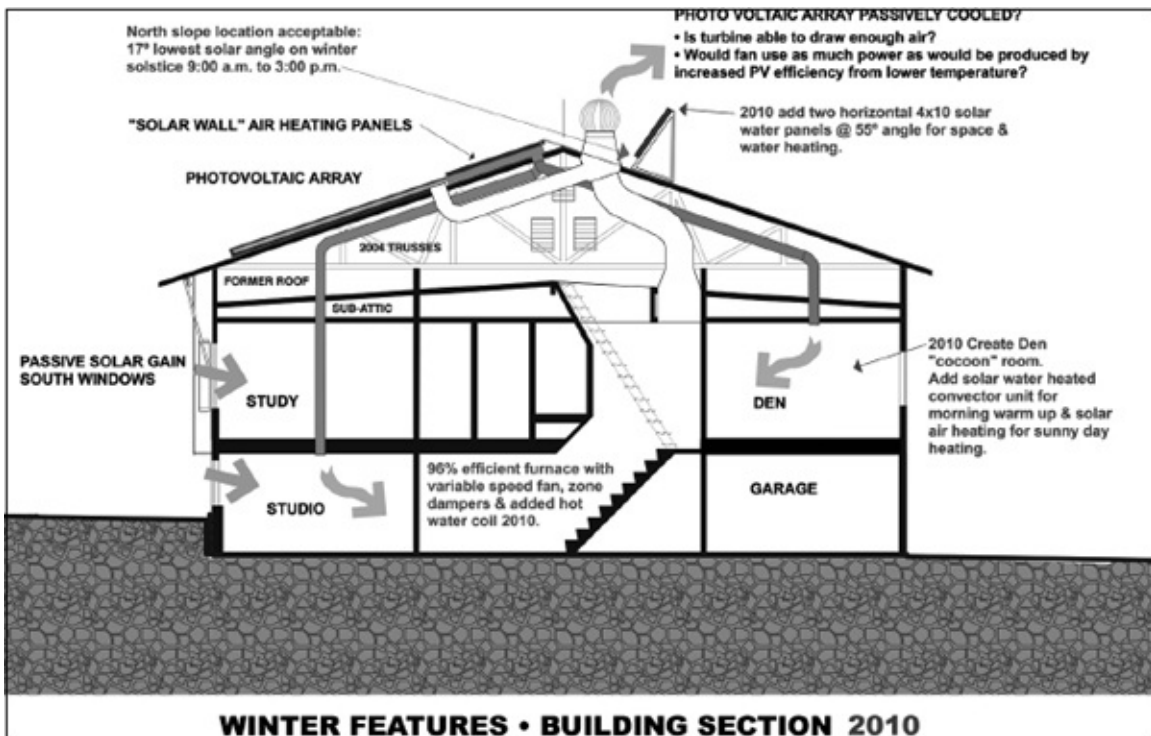 PHOTO VOLTAIC ARRAY PASSIVELY COOLED?
• Is turbine able to draw enough air?
• Would fan use as much power as would be produced by
increased PV efficiency from lower temperature?
North slope location acceptable:
17º lowest solar angle on winter
solstice 9:00 a.m. to 3:00 p.m.
2010 add two horizontal 4x10 solar
water panels @ 55º angle for space &
water heating.
"SOLAR WALL" AIR HEATING PANELS
PHOTOVOLTAIC ARRAY
2004 TRUSSES
FORMER ROOF
SUB-ATTIC
PASSIVE SOLAR GAIN
SOUTH WINDOWS
STUDY
DEN
2010 Create Den
"cocoon" room.
Add solar water heated
convector unit for
morning warm up & solar
air heating for sunny day
heating.
STUDIO
96% efficient furnace with
variable speed fan, zone
dampers & added hot
water coil 2010.
GARAGE
WINTER FEATURES • BUILDING SECTION 2010